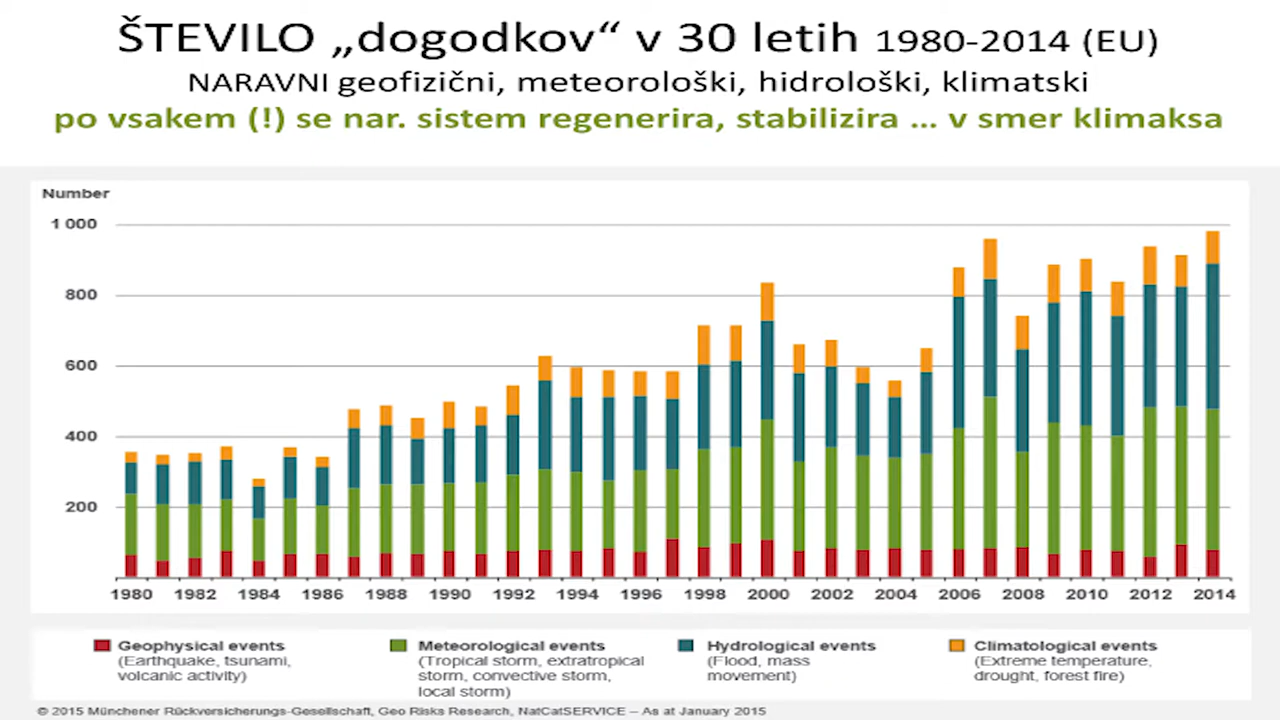 ŠTEVILO „dogodkov“ v 30 letih 1980-2014 (EU)
NARAVNI geofizični, meteorološki, hidrološki, klimatski
po vsakem (!) se nar. sistem regenerira, stabilizira ... v smer klimaksa
Number
1 000
800
600
400
200
1980 1982 1984 1986 1988 1990 1992 1994 1996 1998 2000 2002 2004 2006 2008 2010 2012 2014
Geophysical events
(Earthquake, tsunami,
volcanic activity)
Meteorological events
(Tropical storm, extratropical
storm, convective storm,
local storm)
Hydrological events
(Flood, mass
movement)
Climatological events
(Extreme temperature,
drought, forest fire)
© 2015 Münchener Rückversicherungs-Gesellschaft, Geo Risks Research, NatCatSERVICE – As at January 2015